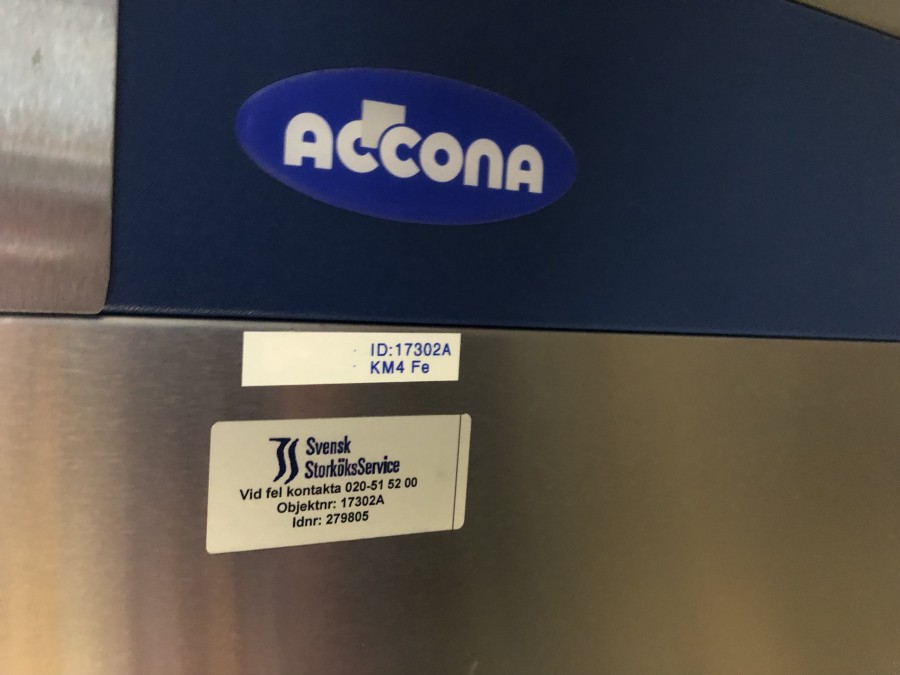 ACCONA
ID:17302A
KM4 Fe
Svensk
StorköksService
Vid fel kontakta 020-51 52 00
Objektnr: 17302A
Idnr: 279805